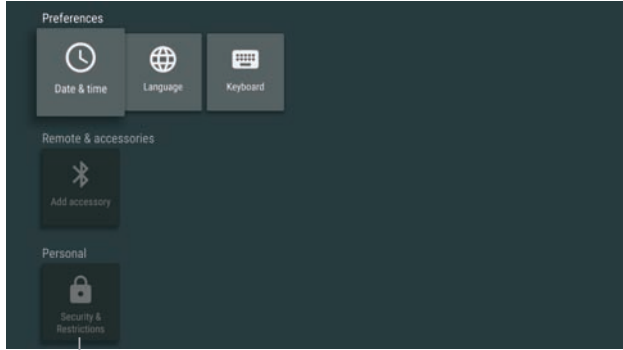 Preferences
Date & time
Language
Keyboard
Remote & accessories
Add accessory
Personal
Security &
Restrictions